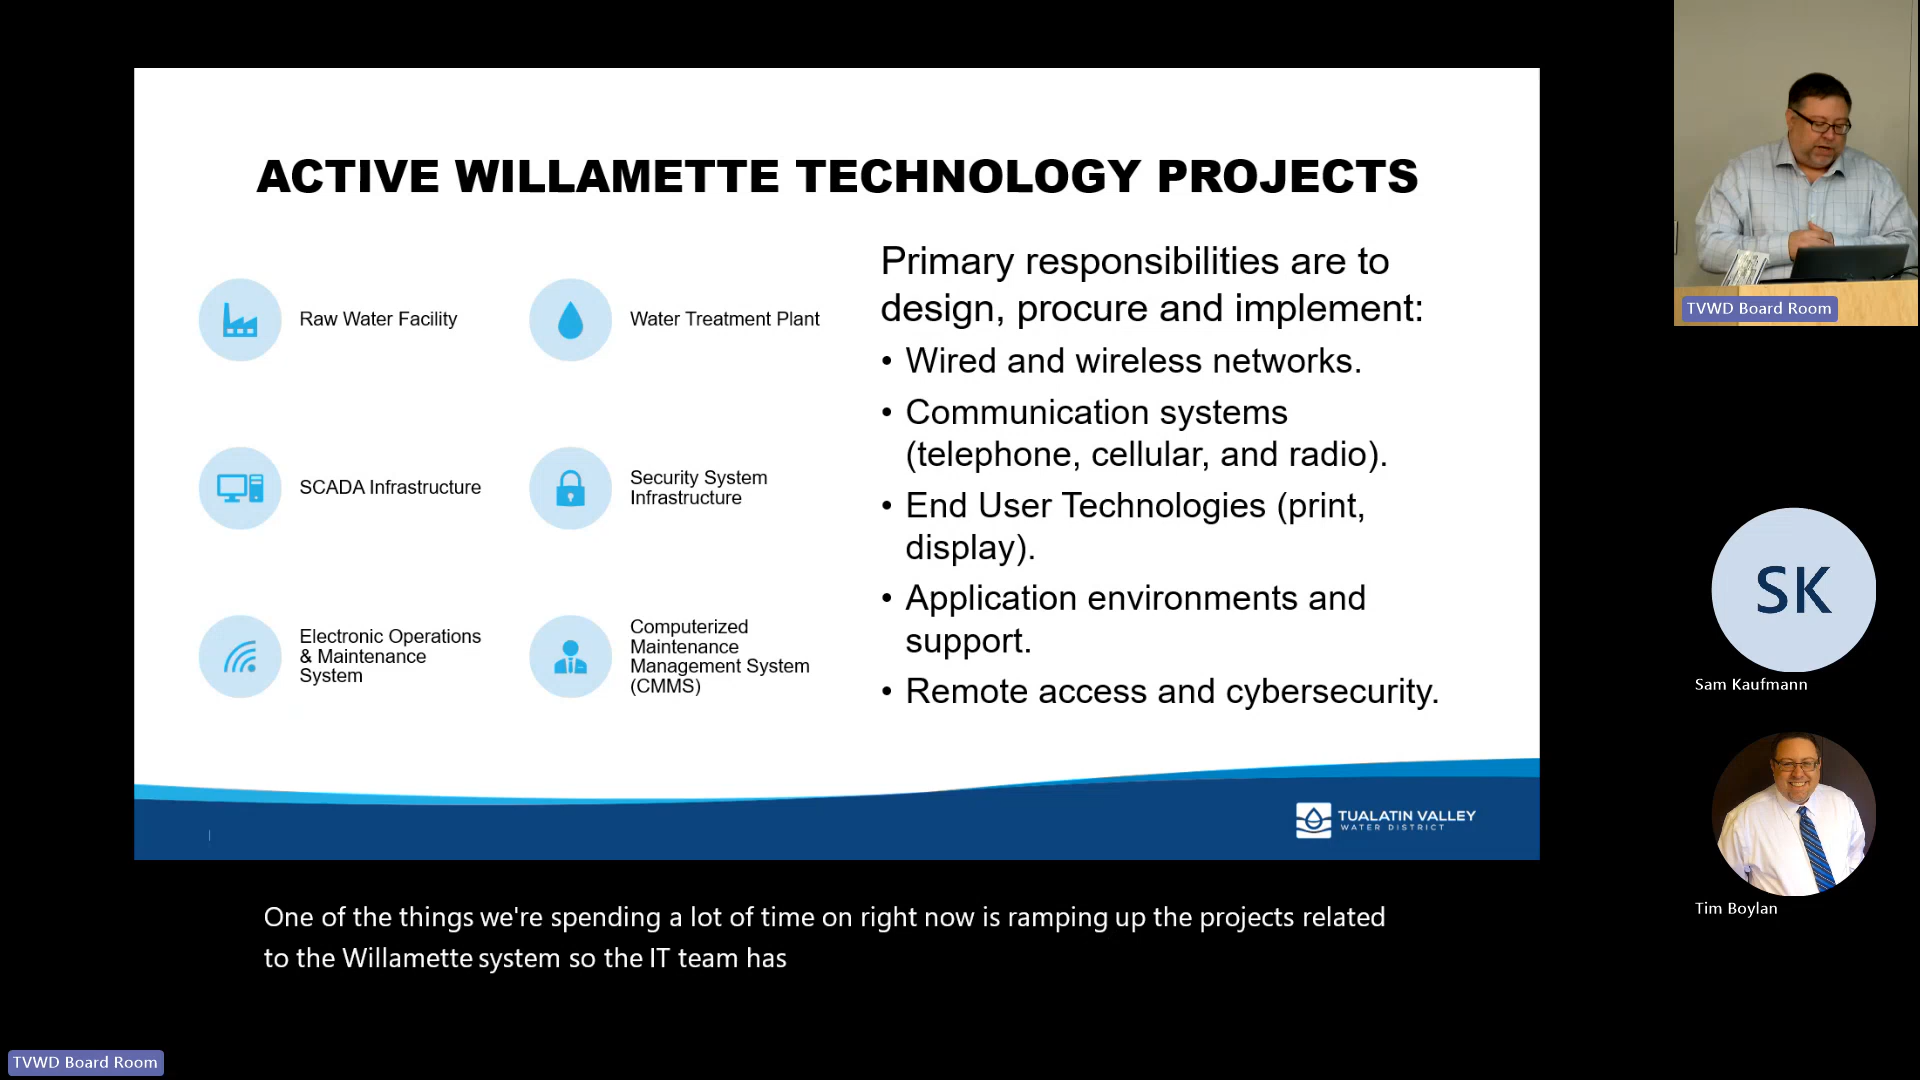 ACTIVE WILLAMETTE TECHNOLOGY PROJECTS
Raw Water Facility
Water Treatment Plant
SCADA Infrastructure
Security System
Infrastructure
Electronic Operations
& Maintenance
System
Computerized
Maintenance
Management System
(CMMS)
Primary responsibilities are to
design, procure and implement:
• Wired and wireless networks.
• Communication systems
(telephone, cellular, and radio).
• End User Technologies (print,
display).
• Application environments and
support.
• Remote access and cybersecurity.
TUALATIN VALLEY
WATER DISTRICT
TVWD Board Room
SK
Sam Kaufmann
Tim Boylan
One of the things we're spending a lot of time on right now is ramping up the projects related
to the Willamette system so the IT team has
TVWD Board Room